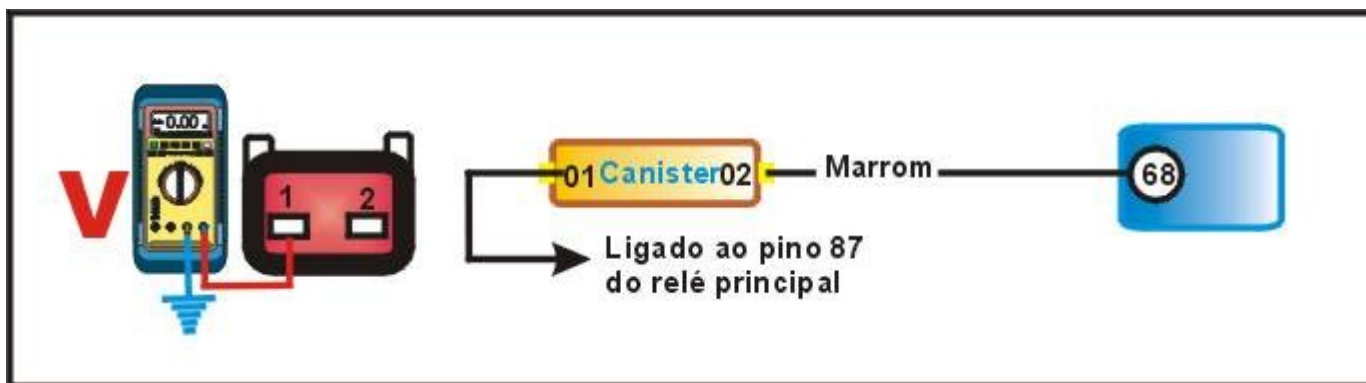 0.00
V
1 2
01 Canister 02
Marrom
68
Ligado ao pino 87
do relé principal